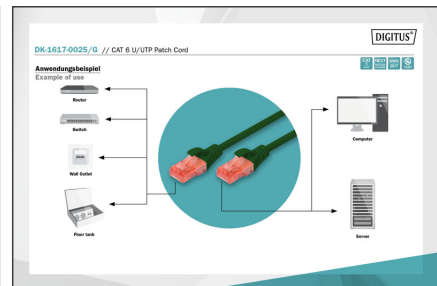 DIGITUS®
DK-1617-0025/G // CAT 6 U/UTP Patch Cord
Anwendungsbeispiel
Example of use
Router
Switch
Wall Outlet
Floor tank
Computer
Server